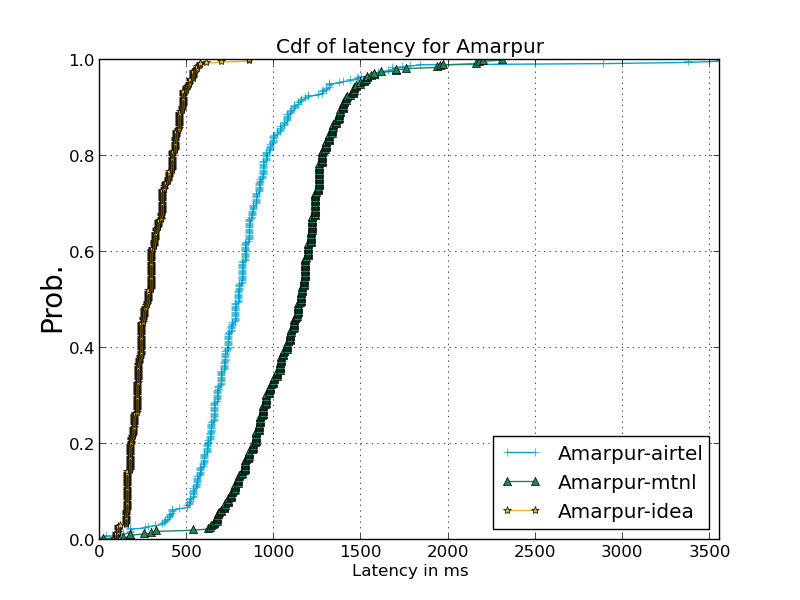 Cdf of latency for Amarpur
1.0
0.8
0.6
0.4
0.2
0.0
Prob.
0 500 1000 1500 2000 2500 3000 3500
Latency in ms
Amarpur-airtel
Amarpur-mtnl
Amarpur-idea